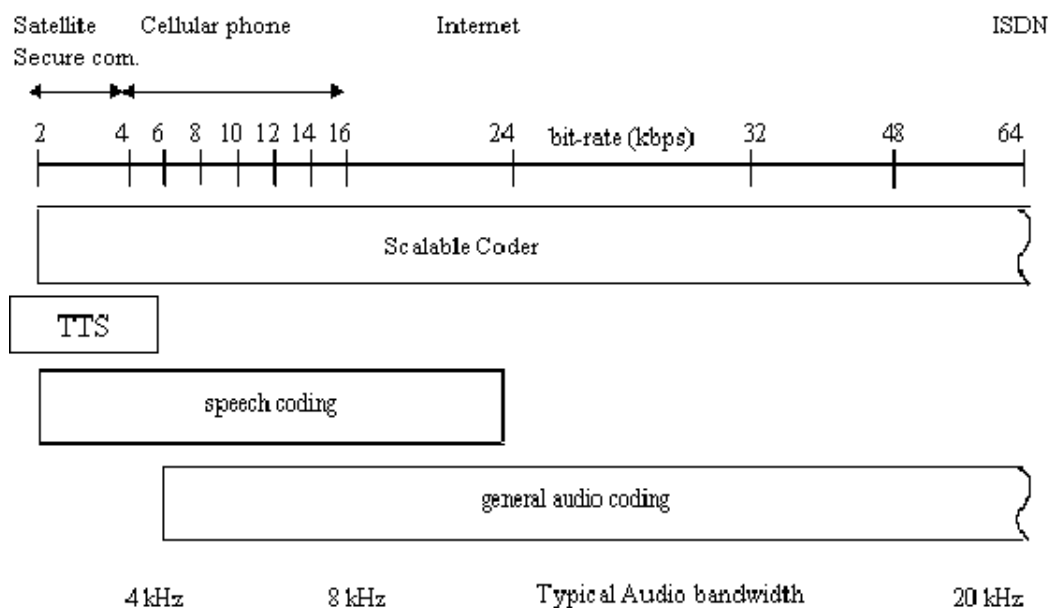 Satellite Cellular phone Internet ISDN
Secure com.
2 4 6 8 10 12 14 16 24 bit-rate (kbps) 32 48 64
Scalable Coder
TTS
speech coding
general audio coding
4 kHz 8 kHz Typical Audio bandwidth 20 kHz